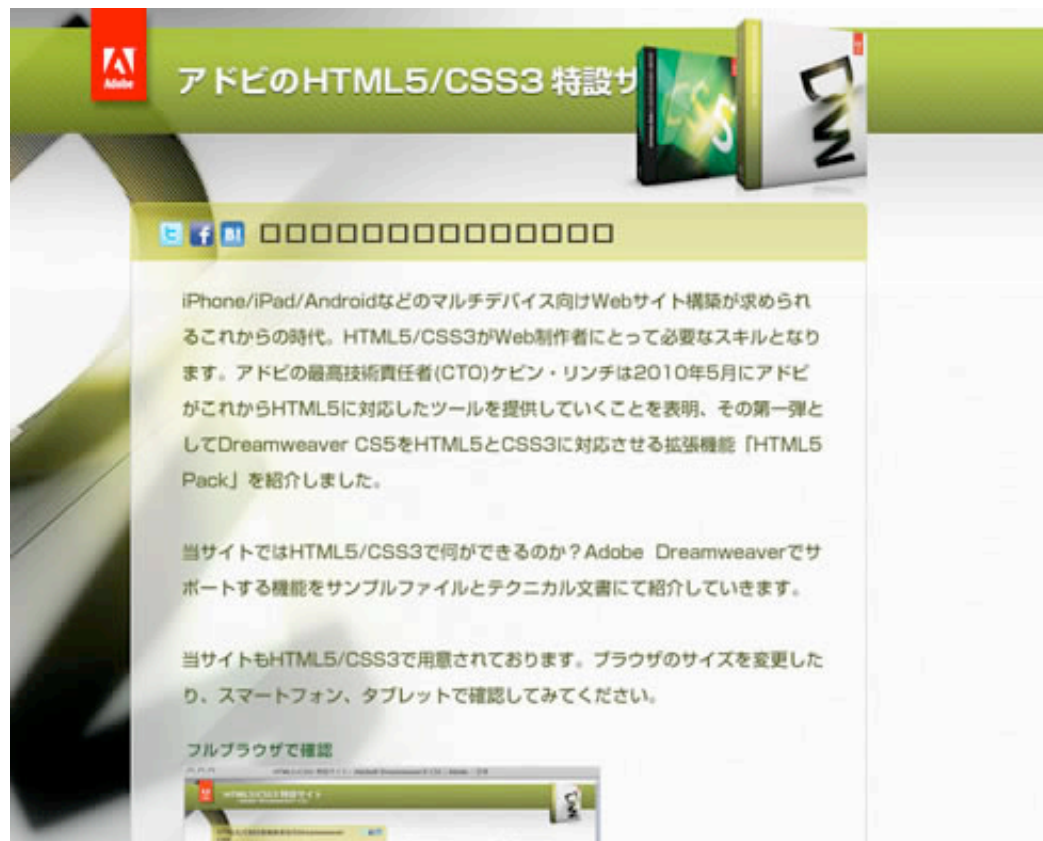 Adobe
アドビのHTML5/CSS3 特設サ
CS5
DW
□□□□□□□□□□□□□□
iPhone/iPad/Androidなどのマルチデバイス向けWebサイト構築が求められ
るこれからの時代。HTML5/CSS3がWeb制作者にとって必要なスキルとなり
ます。アドビの最高技術責任者(CTO)ケビン・リンチは2010年5月にアドビ
がこれからHTML5に対応したツールを提供していくことを表明、その第一弾と
してDreamweaver CS5をHTML5とCSS3に対応させる拡張機能「HTML5
Pack」を紹介しました。
当サイトではHTML5/CSS3で何ができるのか？Adobe Dreamweaverでサ
ポートする機能をサンプルファイルとテクニカル文書にて紹介していきます。
当サイトもHTML5/CSS3で用意されております。ブラウザのサイズを変更した
り、スマートフォン、タブレットで確認してみてください。
フルブラウザで確認
HTML5/CSS3 特設サイト